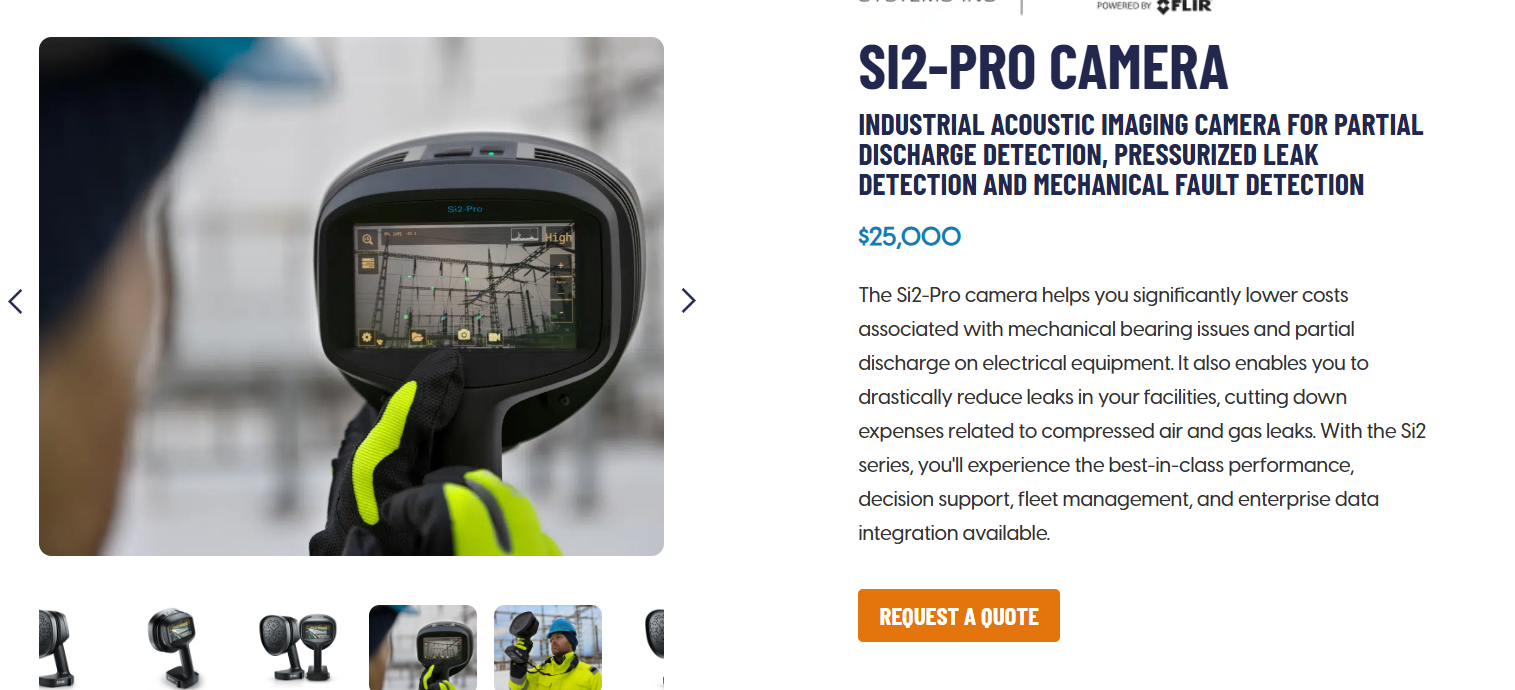 POWERED BY FLIR
SI2-PRO CAMERA
INDUSTRIAL ACOUSTIC IMAGING CAMERA FOR PARTIAL
DISCHARGE DETECTION, PRESSURIZED LEAK
DETECTION AND MECHANICAL FAULT DETECTION
$25,000
The Si2-Pro camera helps you significantly lower costs
associated with mechanical bearing issues and partial
discharge on electrical equipment. It also enables you to
drastically reduce leaks in your facilities, cutting down
expenses related to compressed air and gas leaks. With the Si2
series, you'll experience the best-in-class performance,
decision support, fleet management, and enterprise data
integration available.
REQUEST A QUOTE
Si2-Pro
High